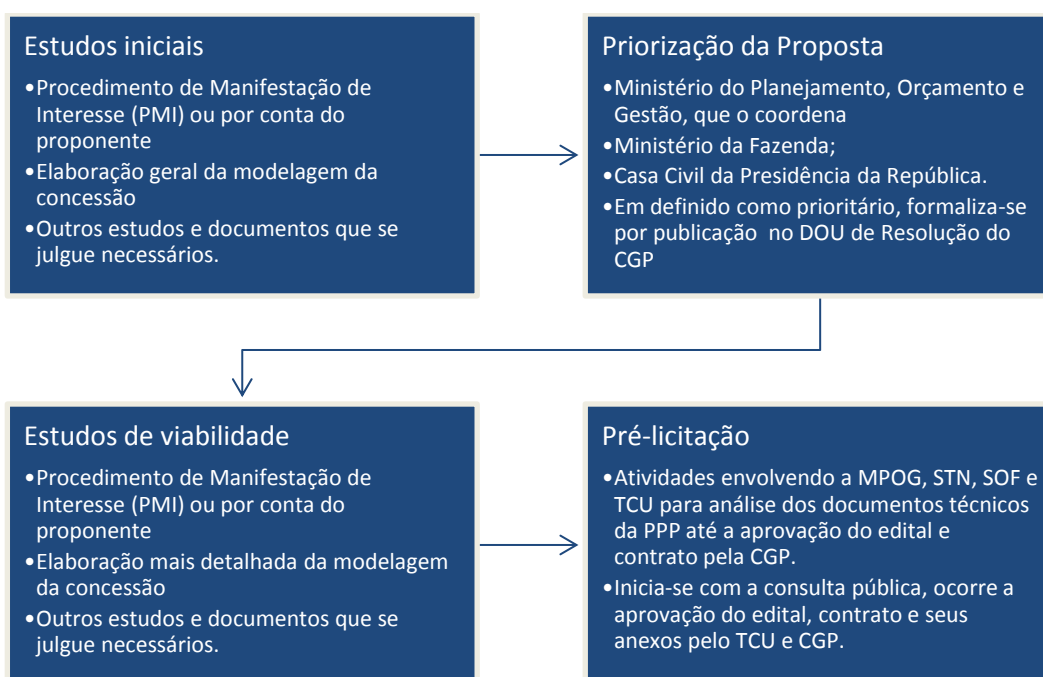 Estudos iniciais
•Procedimento de Manifestação de
Interesse (PMI) ou por conta do
proponente
•Elaboração geral da modelagem da
concessão
•Outros estudos e documentos que se
julgue necessários.
Priorização da Proposta
•Ministério do Planejamento, Orçamento e
Gestão, que o coordena
•Ministério da Fazenda;
•Casa Civil da Presidência da República.
•Em definido como prioritário, formaliza-se
por publicação no DOU de Resolução do
CGP
Estudos de viabilidade
•Procedimento de Manifestação de
Interesse (PMI) ou por conta do
proponente
•Elaboração mais detalhada da modelagem
da concessão
•Outros estudos e documentos que se
julgue necessários.
Pré-licitação
•Atividades envolvendo a MPOG, STN, SOF e
TCU para análise dos documentos técnicos
da PPP até a aprovação do edital e
contrato pela CGP.
•Inicia-se com a consulta pública, ocorre a
aprovação do edital, contrato e seus
anexos pelo TCU e CGP.